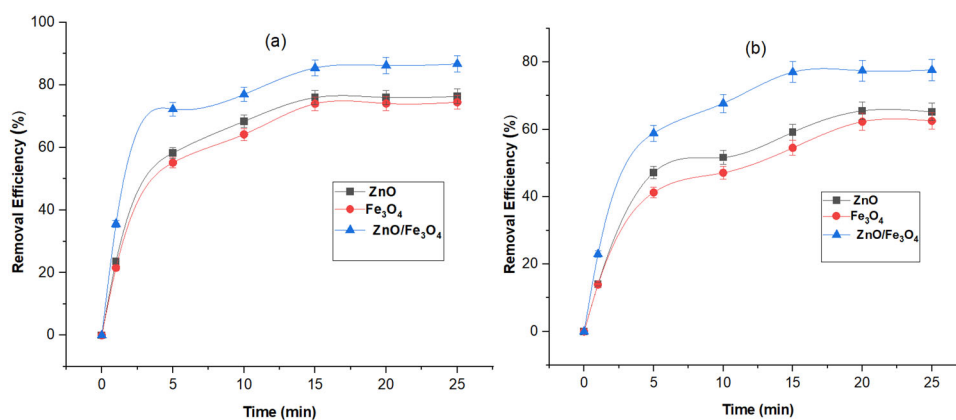 (a)
Removal Efficiency (%)
100
80
60
40
20
0
ZnO
Fe₃O₄
ZnO/Fe₃O₄
0 5 10 15 20 25
Time (min)
(b)
Removal Efficiency (%)
80
60
40
20
0
ZnO
Fe₃O₄
ZnO/Fe₃O₄
0 5 10 15 20 25
Time (min)